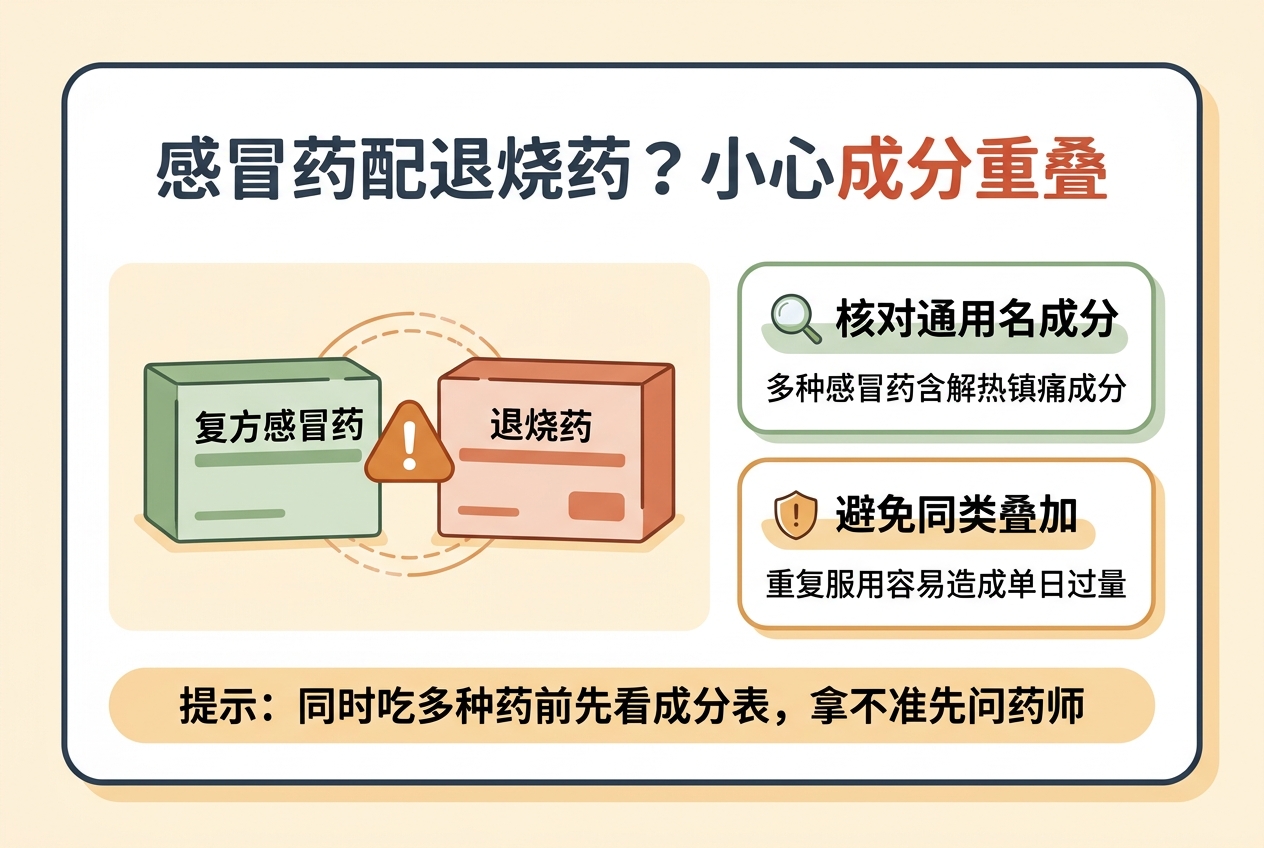 感冒药配退烧药？小心成分重叠
复方感冒药
退烧药
核对通用名成分
多种感冒药含解热镇痛成分
避免同类叠加
重复服用容易造成单日过量
提示：同时吃多种药前先看成分表，拿不准先问药师